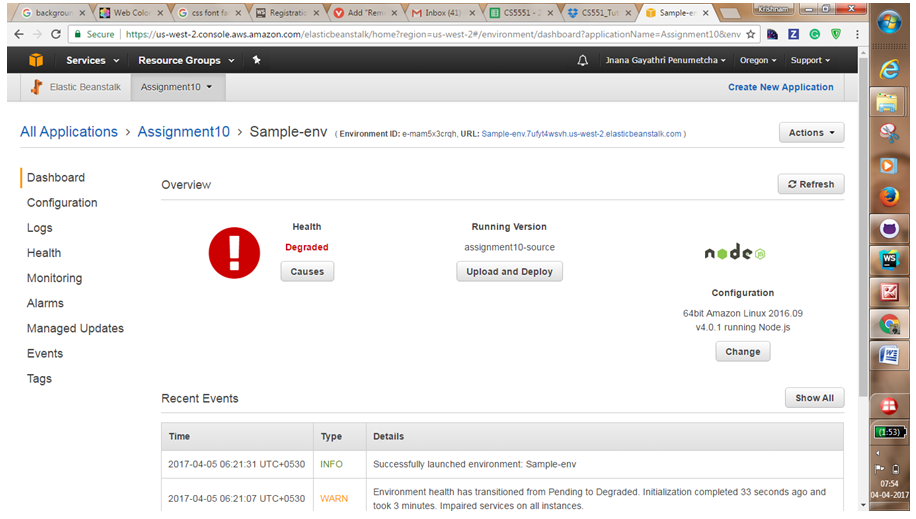 backgroun
Web Colo
css font fa
Registratio
Add "Rem
Inbox (41)
CS5551 - 2
CS551_Tut
Sample-en
Krishnam
Secure https://us-west-2.console.aws.amazon.com/elasticbeanstalk/home?region=us-west-2#/environment/dashboard?applicationName=Assignment10&env
Services Resource Groups Jnana Gayathri Penumetcha Oregon Support
Elastic Beanstalk Assignment10 Create New Application
All Applications > Assignment10 > Sample-env ( Environment ID: e-mam5x3crqh, URL: Sample-env.7ufyt4wsvh.us-west-2.elasticbeanstalk.com )
Actions
Dashboard
Configuration
Logs
Health
Monitoring
Alarms
Managed Updates
Events
Tags
Overview
Refresh
Health
Degraded
Causes
Running Version
assignment10-source
Upload and Deploy
node JS
Configuration
64bit Amazon Linux 2016.09
v4.0.1 running Node.js
Change
Recent Events
Show All
Time Type Details
2017-04-05 06:21:31 UTC+0530 INFO Successfully launched environment: Sample-env
2017-04-05 06:21:07 UTC+0530 WARN Environment health has transitioned from Pending to Degraded. Initialization completed 33 seconds ago and
took 3 minutes. Impaired services on all instances.
WS
(1:53)
07:54
04-04-2017